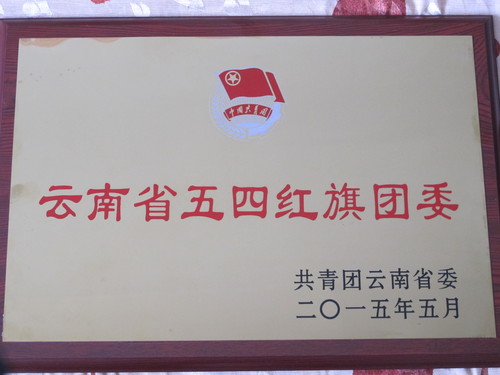 中国共青团
云南省五四红旗团委
共青团云南省委
二〇一五年五月